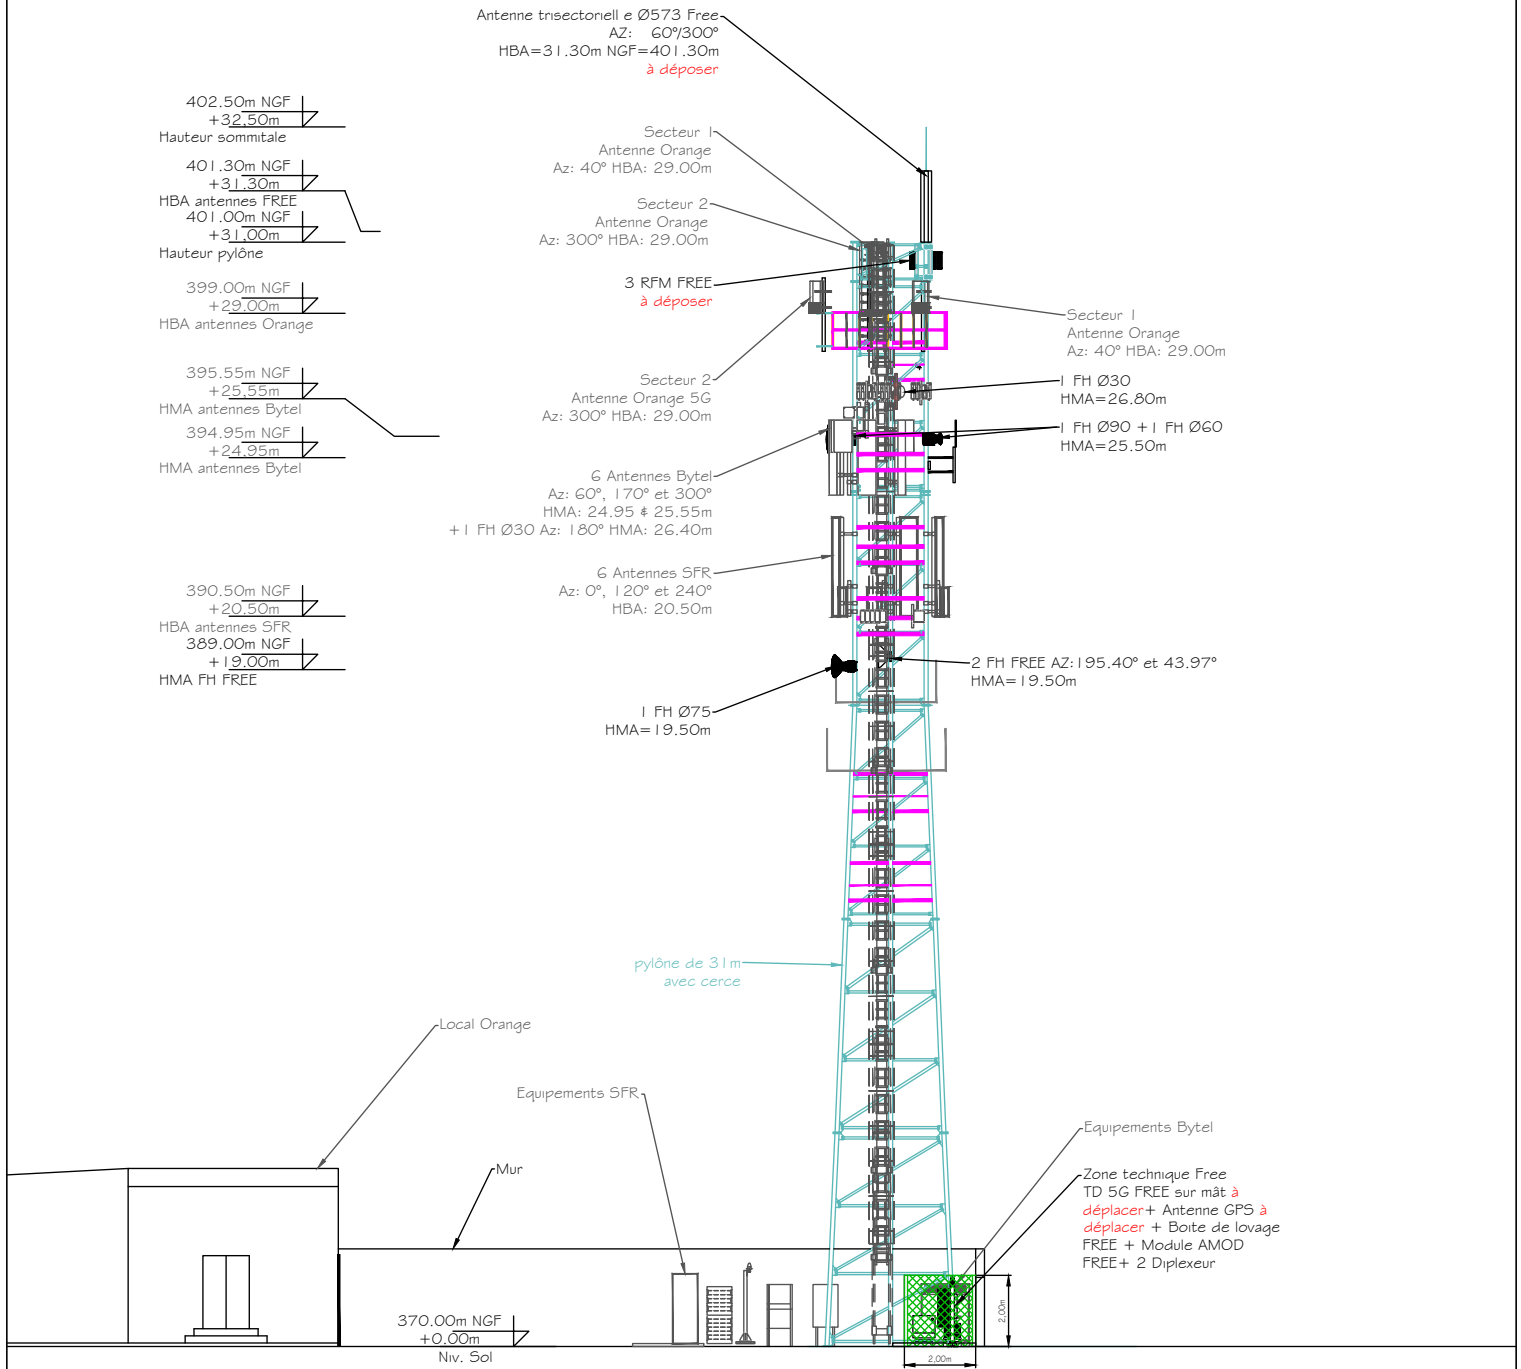 Antenne trisectoriell e Ø573 Free
AZ: 60°/300°
HBA=31.30m NGF=401.30m
à déposer
402.50m NGF
+32,50m
Hauteur sommitale
401.30m NGF
+31.30m
HBA antennes FREE
401.00m NGF
+31,00m
Hauteur pylône
399.00m NGF
+29.00m
HBA antennes Orange
395.55m NGF
+25,55m
HMA antennes Bytel
394.95m NGF
+24.95m
HMA antennes Bytel
390.50m NGF
+20.50m
HBA antennes SFR
389.00m NGF
+19.00m
HMA FH FREE
Secteur 1
Antenne Orange
Az: 40° HBA: 29.00m
Secteur 2
Antenne Orange
Az: 300° HBA: 29.00m
3 RFM FREE
à déposer
Secteur 1
Antenne Orange
Az: 40° HBA: 29.00m
Secteur 2
Antenne Orange 5G
Az: 300° HBA: 29.00m
1 FH Ø30
HMA=26.80m
1 FH Ø90 +1 FH Ø60
HMA=25.50m
6 Antennes Bytel
Az: 60°, 170° et 300°
HMA: 24.95 & 25.55m
+1 FH Ø30 Az: 180° HMA: 26.40m
6 Antennes SFR
Az: 0°, 120° et 240°
HBA: 20.50m
2 FH FREE AZ:195.40° et 43.97°
HMA=19.50m
1 FH Ø75
HMA=19.50m
pylône de 31m
avec cerce
Local Orange
Equipements SFR
Mur
Equipements Bytel
Zone technique Free
TD 5G FREE sur mât à
déplacer+ Antenne GPS à
déplacer + Boite de lovage
FREE + Module AMOD
FREE+ 2 Diplexeur
370.00m NGF
+0.00m
Niv. Sol
2,00m
2,00m